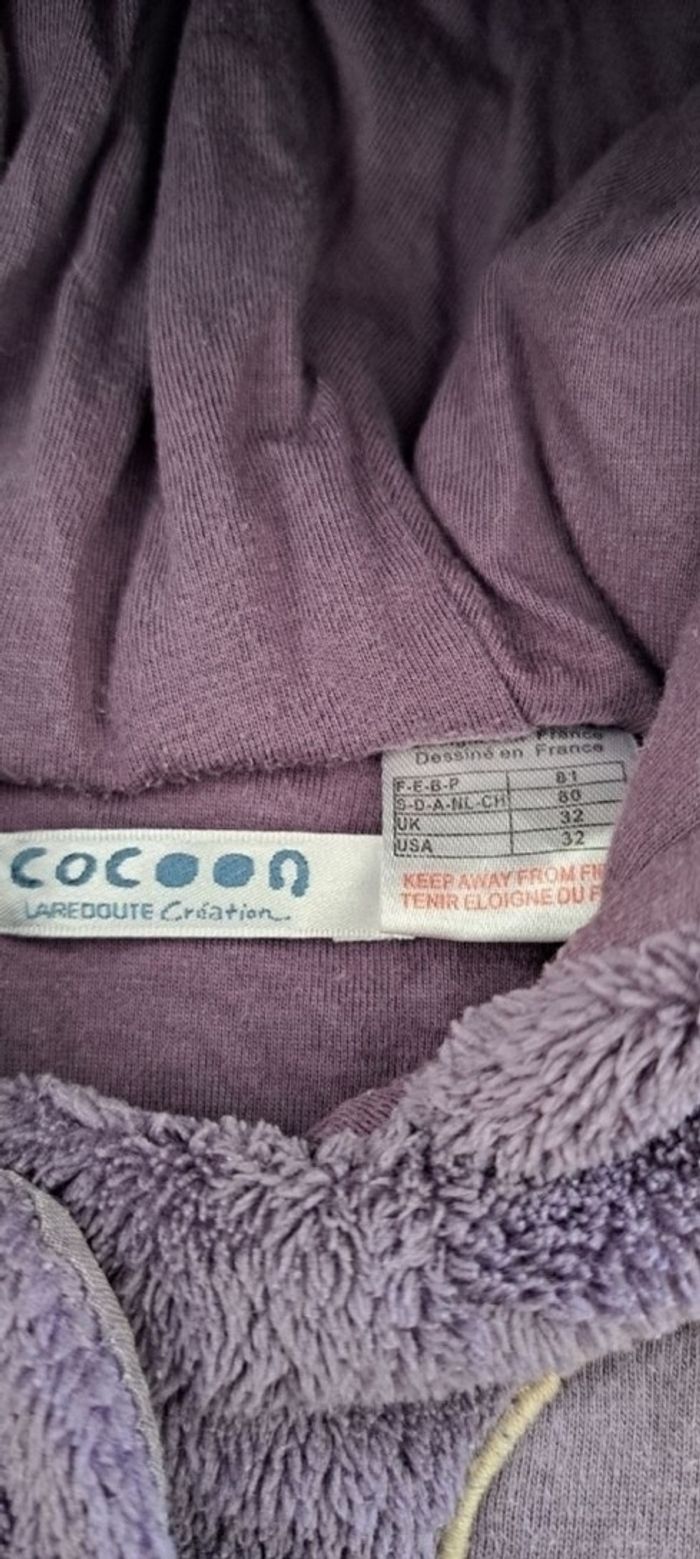 France
Dessiné en France
F-E-B-P 81
S-D-A-NL-CH 80
UK 32
USA 32
COCOON
LAREDOUTE Création
KEEP AWAY FROM FI
TENIR ELOIGNE DU F